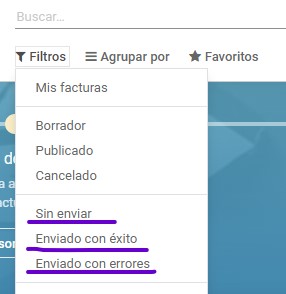 Buscar...
Filtros
Agrupar por
Favoritos
Mis facturas
Borrador
Publicado
Cancelado
Sin enviar
Enviado con éxito
Enviado con errores